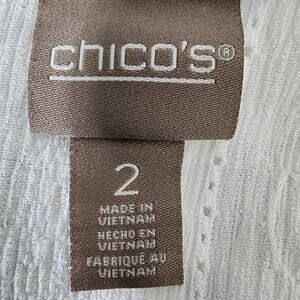 chico's®
2
MADE IN
VIETNAM
HECHO EN
VIETNAM
FABRIQUÉ AU
VIETNAM